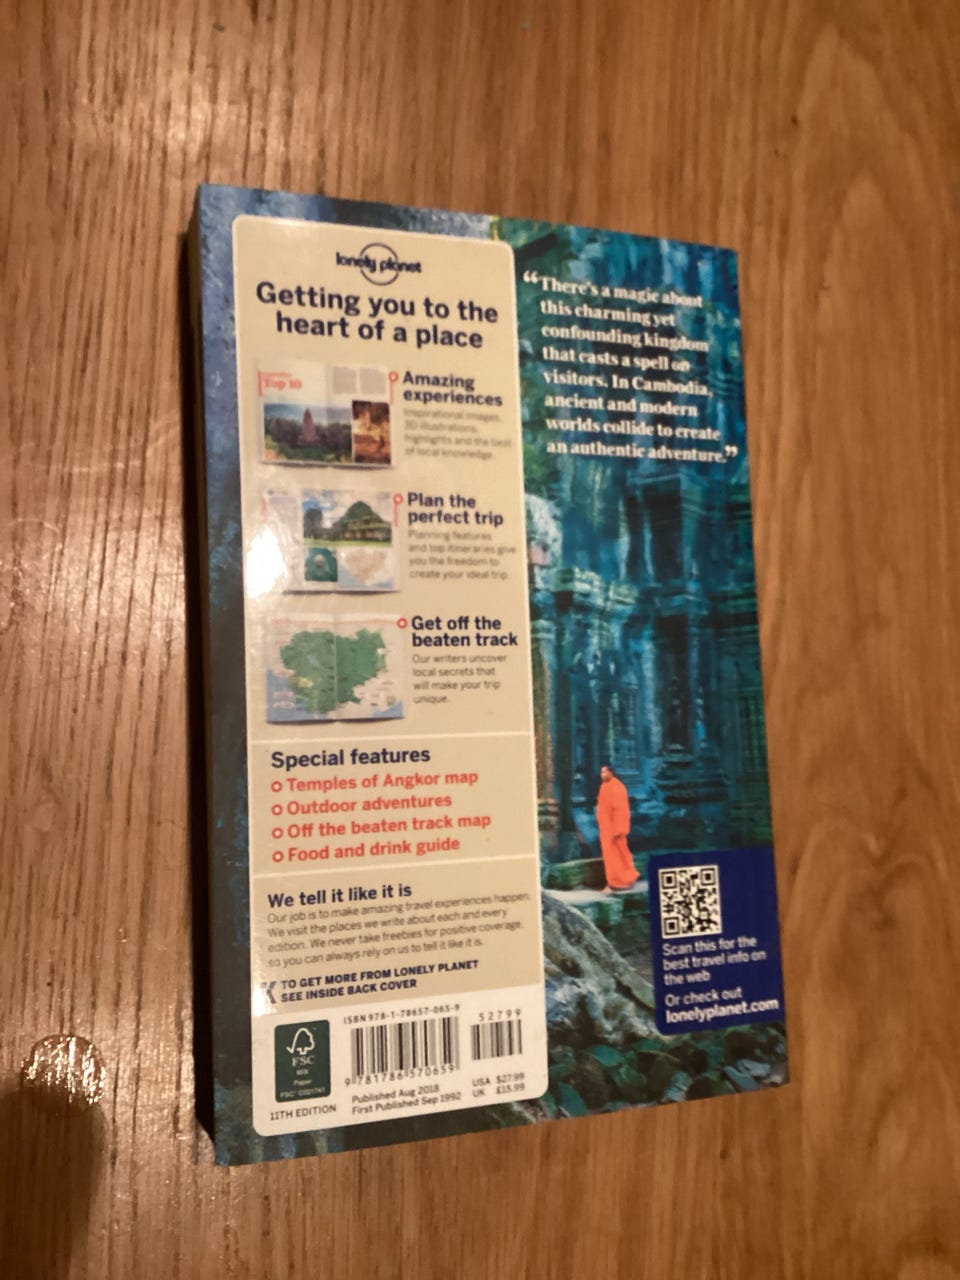 lonely planet
Getting you to the
heart of a place
Top 10
Amazing
experiences
Inspirational images,
3D illustrations,
highlights and the best
of local knowledge.
Plan the
perfect trip
Planning features
and top itineraries give
you the freedom to
create your ideal trip.
Get off the
beaten track
Our writers uncover
local secrets that
will make your trip
unique.
Special features
Temples of Angkor map
Outdoor adventures
Off the beaten track map
Food and drink guide
We tell it like it is
Our job is to make amazing travel experiences happen.
We visit the places we write about each and every
edition. We never take freebies for positive coverage,
so you can always rely on us to tell it like it is.
TO GET MORE FROM LONELY PLANET
SEE INSIDE BACK COVER
FSC
MIX
Paper
11TH EDITION
ISBN 978-1-78657-065-9
52799
9 781786 570659
Published Aug 2018
First Published Sep 1992
USA $27.99
UK £15.99
“There's a magic about
this charming yet
confounding kingdom
that casts a spell on
visitors. In Cambodia,
ancient and modern
worlds collide to create
an authentic adventure.”
Scan this for the
best travel info on
the web
Or check out
lonelyplanet.com